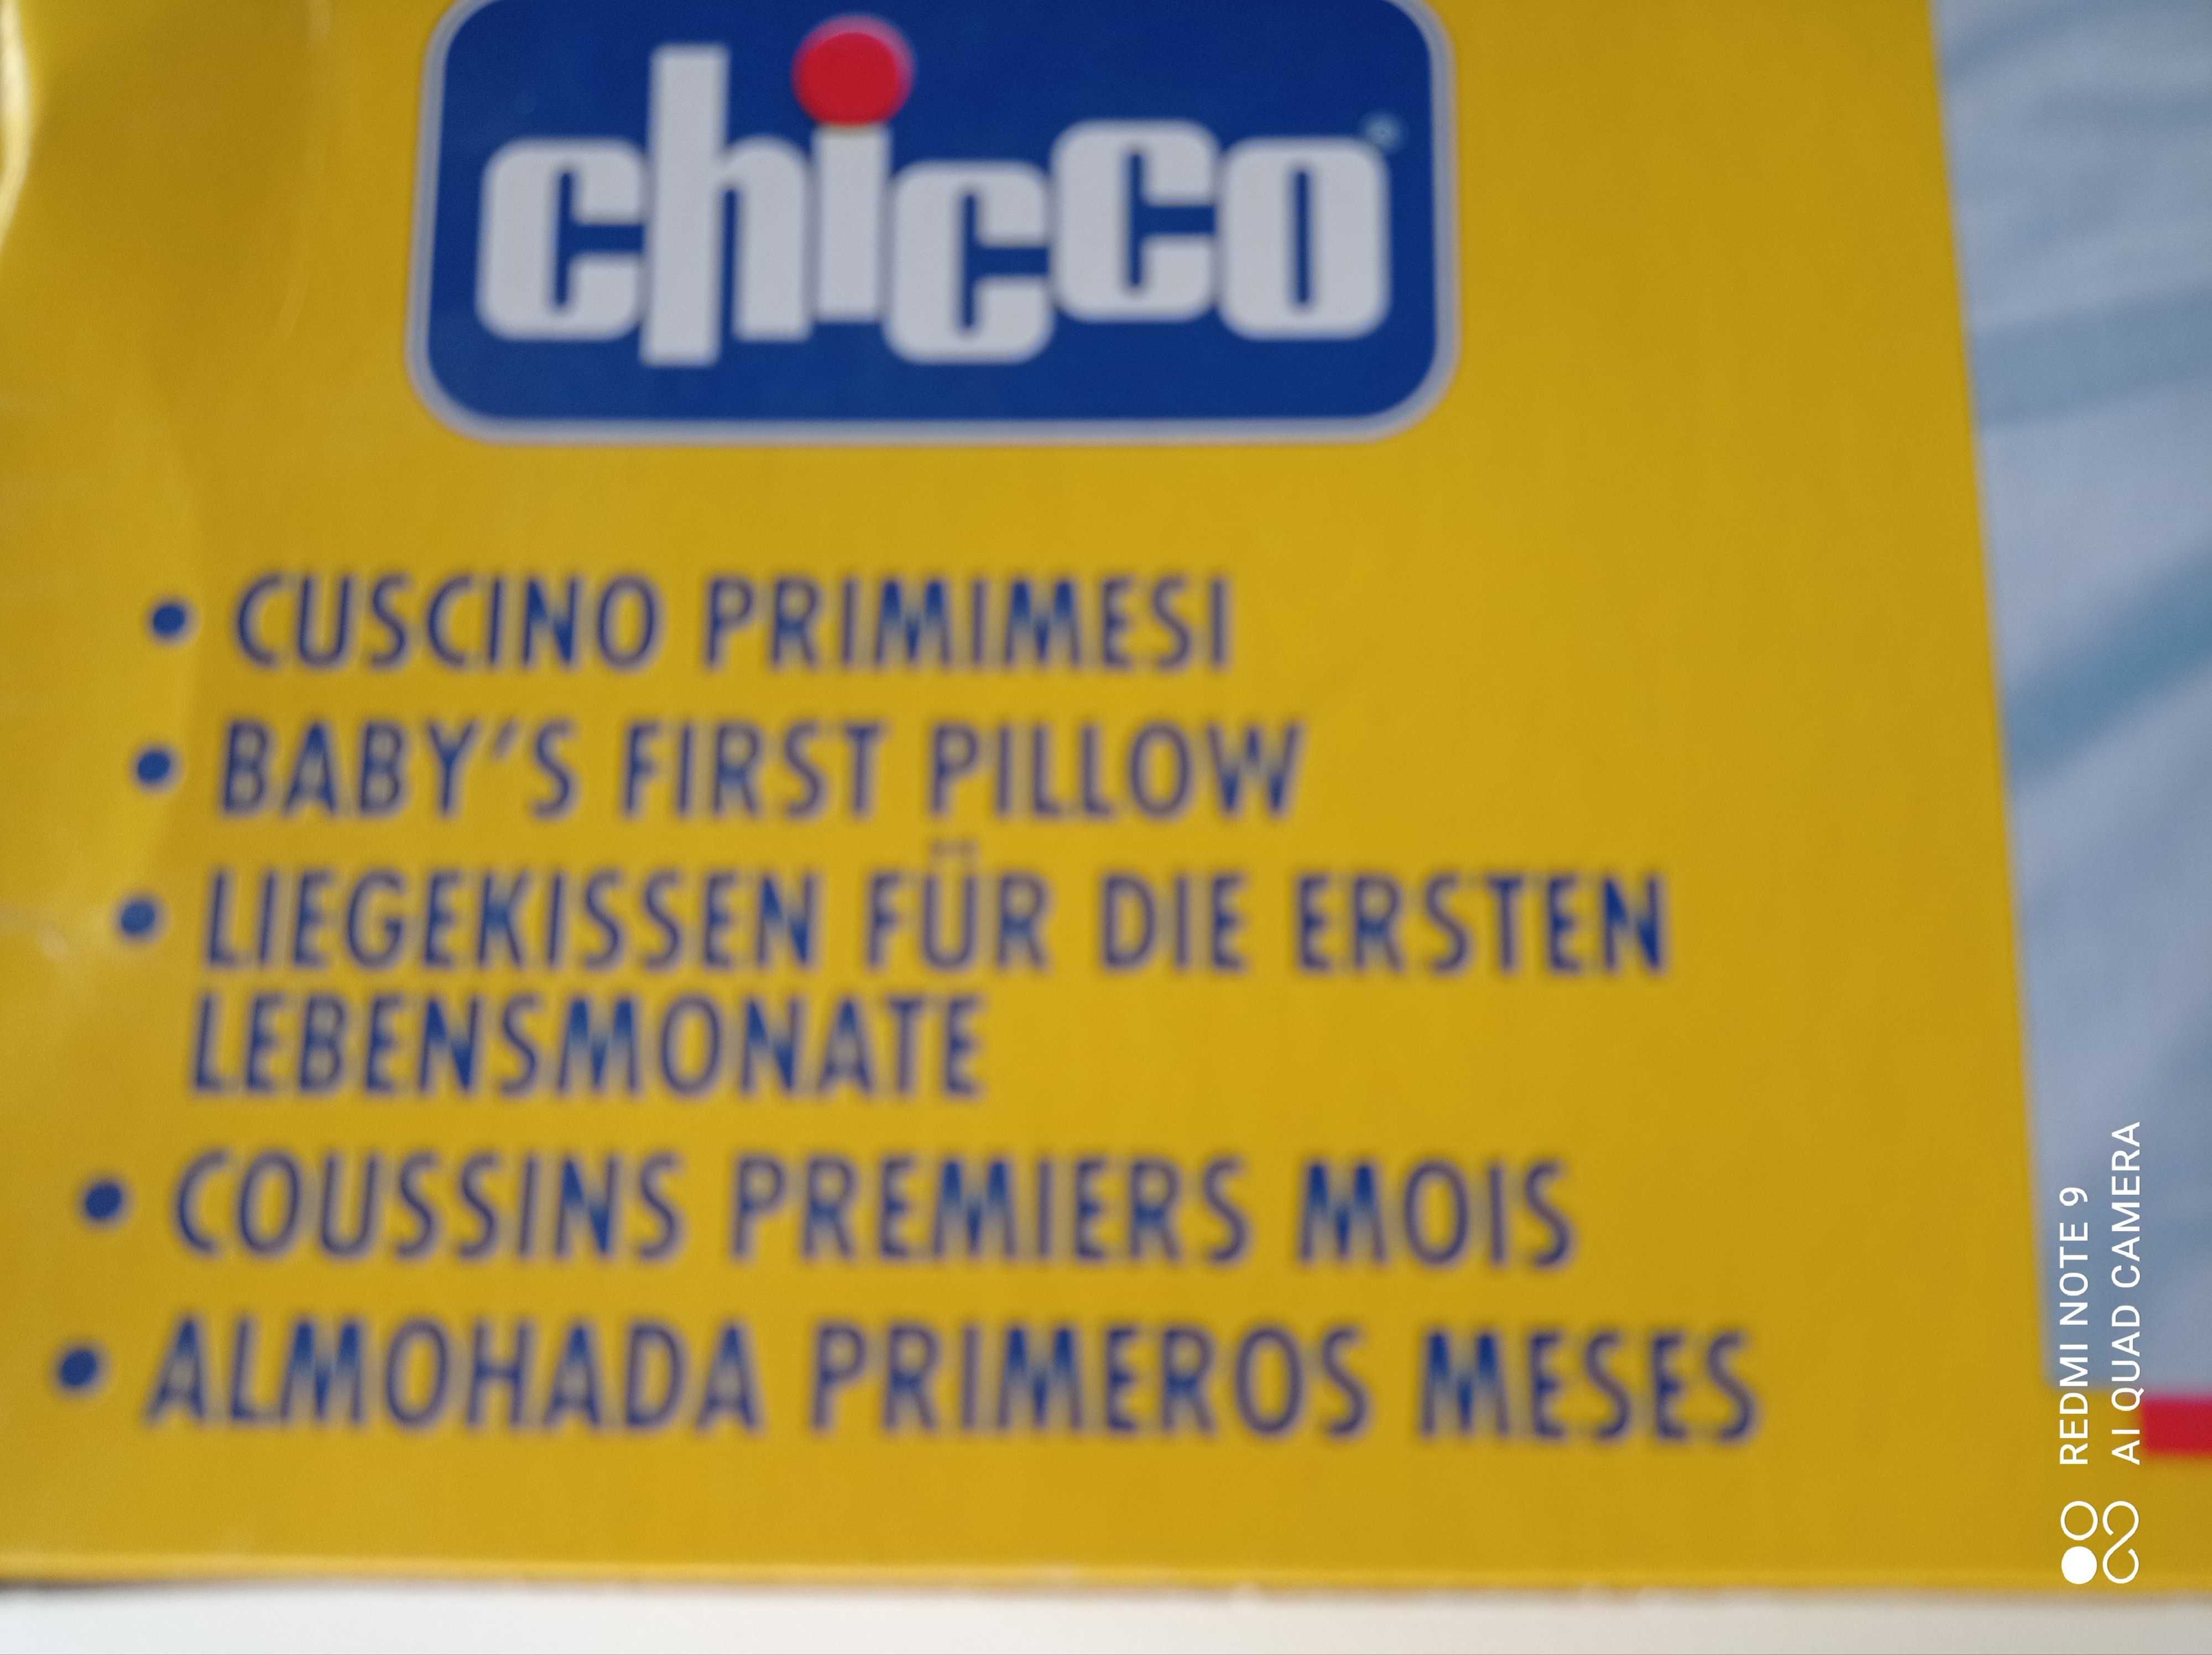 chicco
• CUSCINO PRIMIMESI
• BABY'S FIRST PILLOW
• LIEGEKISSEN FÜR DIE ERSTEN
LEBENSMONATE
• COUSSINS PREMIERS MOIS
• ALMOHADA PRIMEROS MESES
REDMI NOTE 9
AI QUAD CAMERA